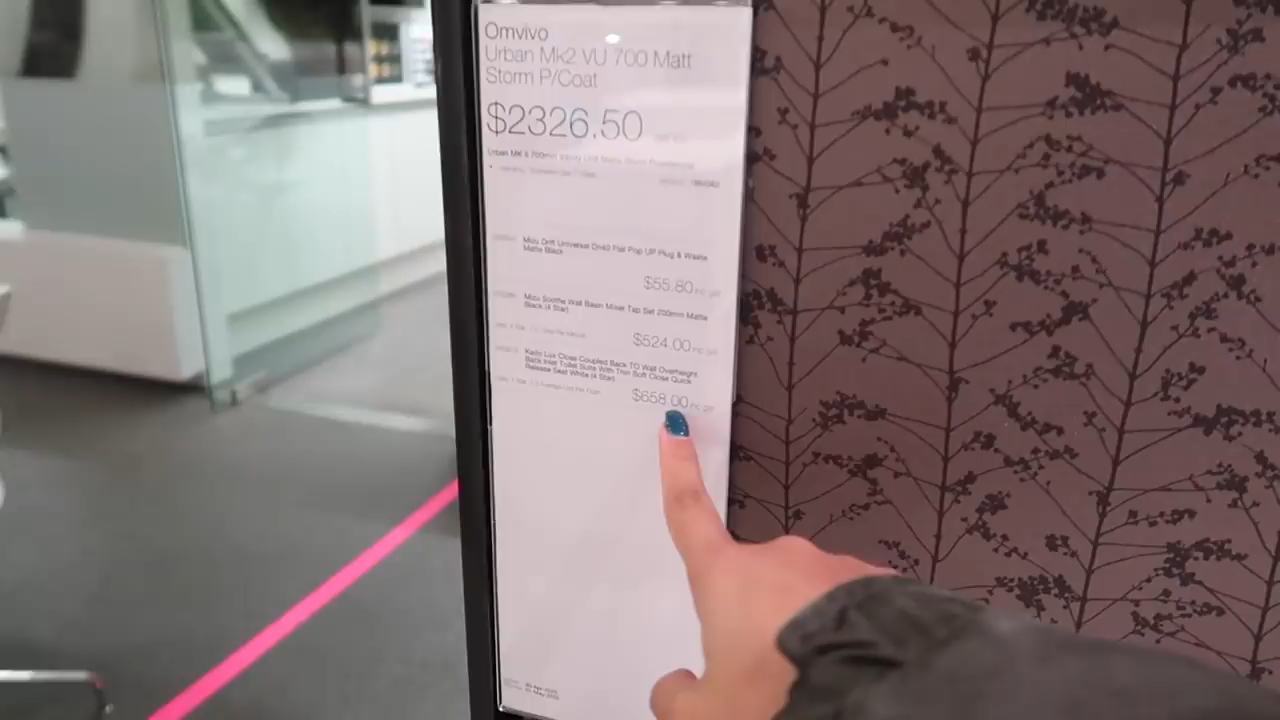 Omvivo
Urban Mk2 VU 700 Matt
Storm P/Coat
$2326.50
Mizu Drift Universal Dn40 Flat Pop UP Plug & Waste
Matte Black
$55.80
Mizu Soothe Wall Basin Mixer Tap Set 200mm Matte
Black (4 Star)
$524.00
Kado Lux Close Coupled Back TO Wall Overheight
Back Inlet Toilet Suite With Thin Soft Close Quick
Release Seat White (4 Star)
$658.00